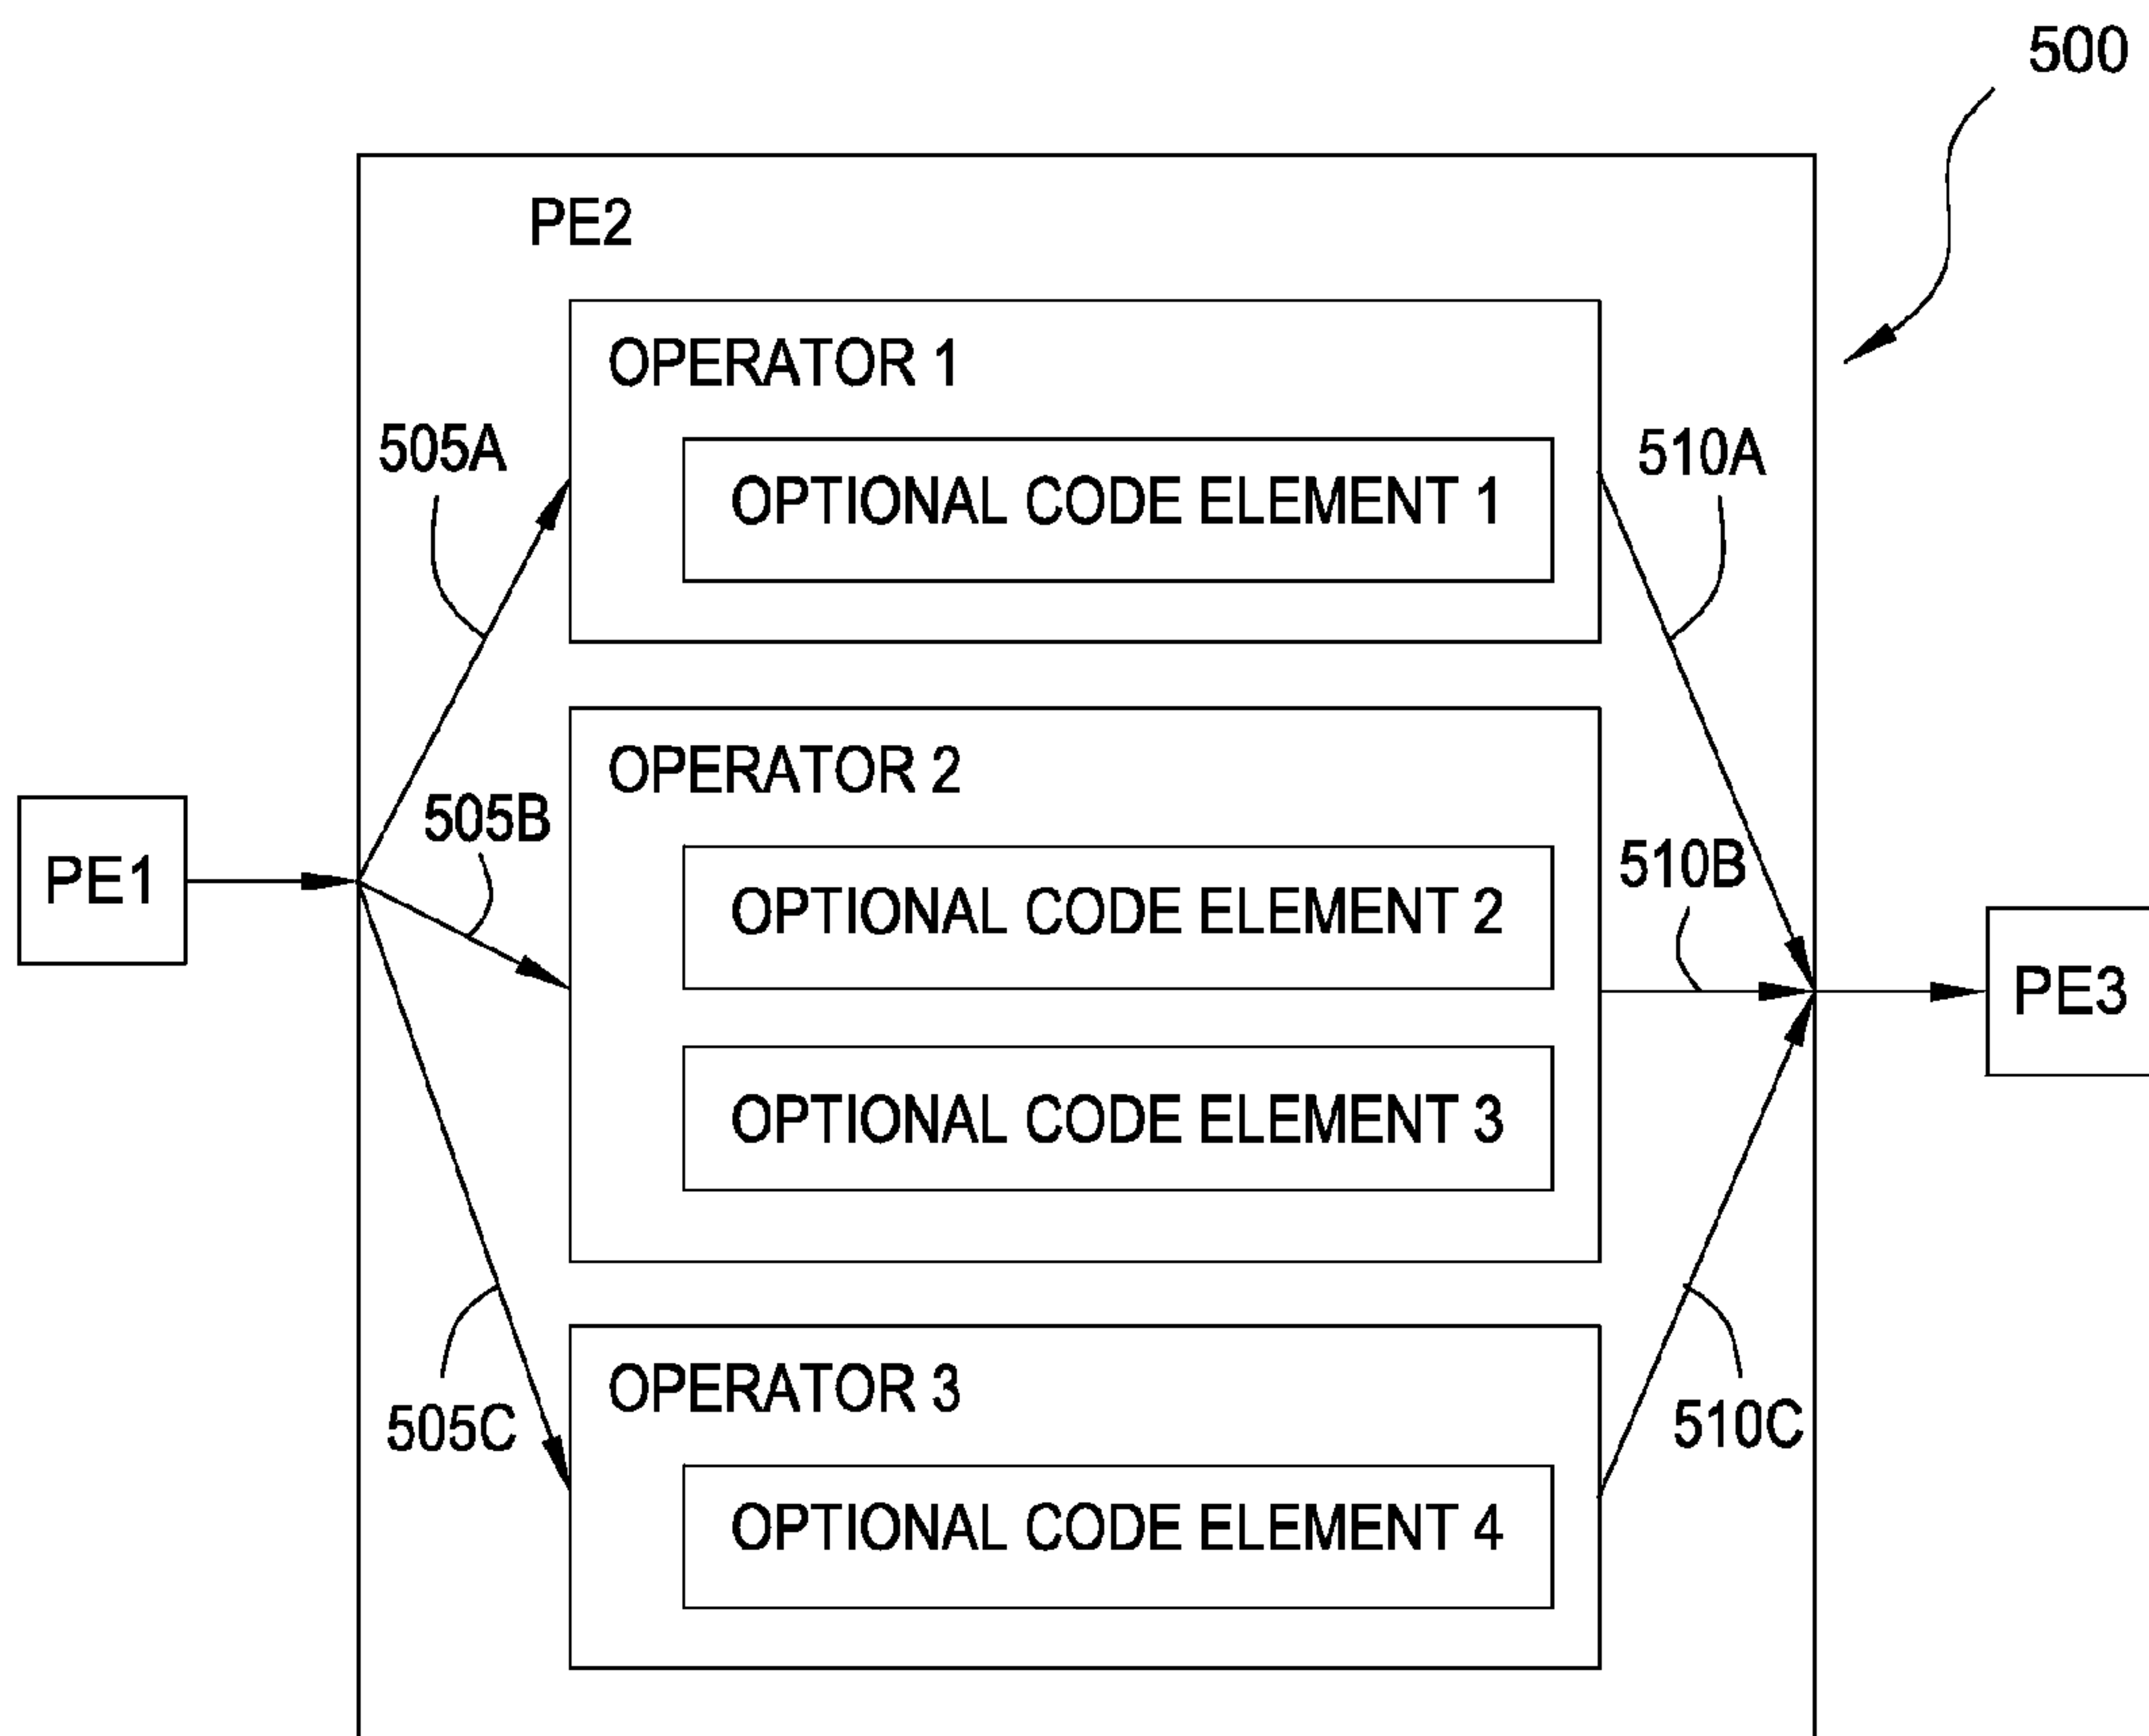 500
PE2
OPERATOR 1
505A
510A
OPTIONAL CODE ELEMENT 1
OPERATOR 2
505B
510B
PE1
OPTIONAL CODE ELEMENT 2
PE3
OPTIONAL CODE ELEMENT 3
OPERATOR 3
505C
510C
OPTIONAL CODE ELEMENT 4